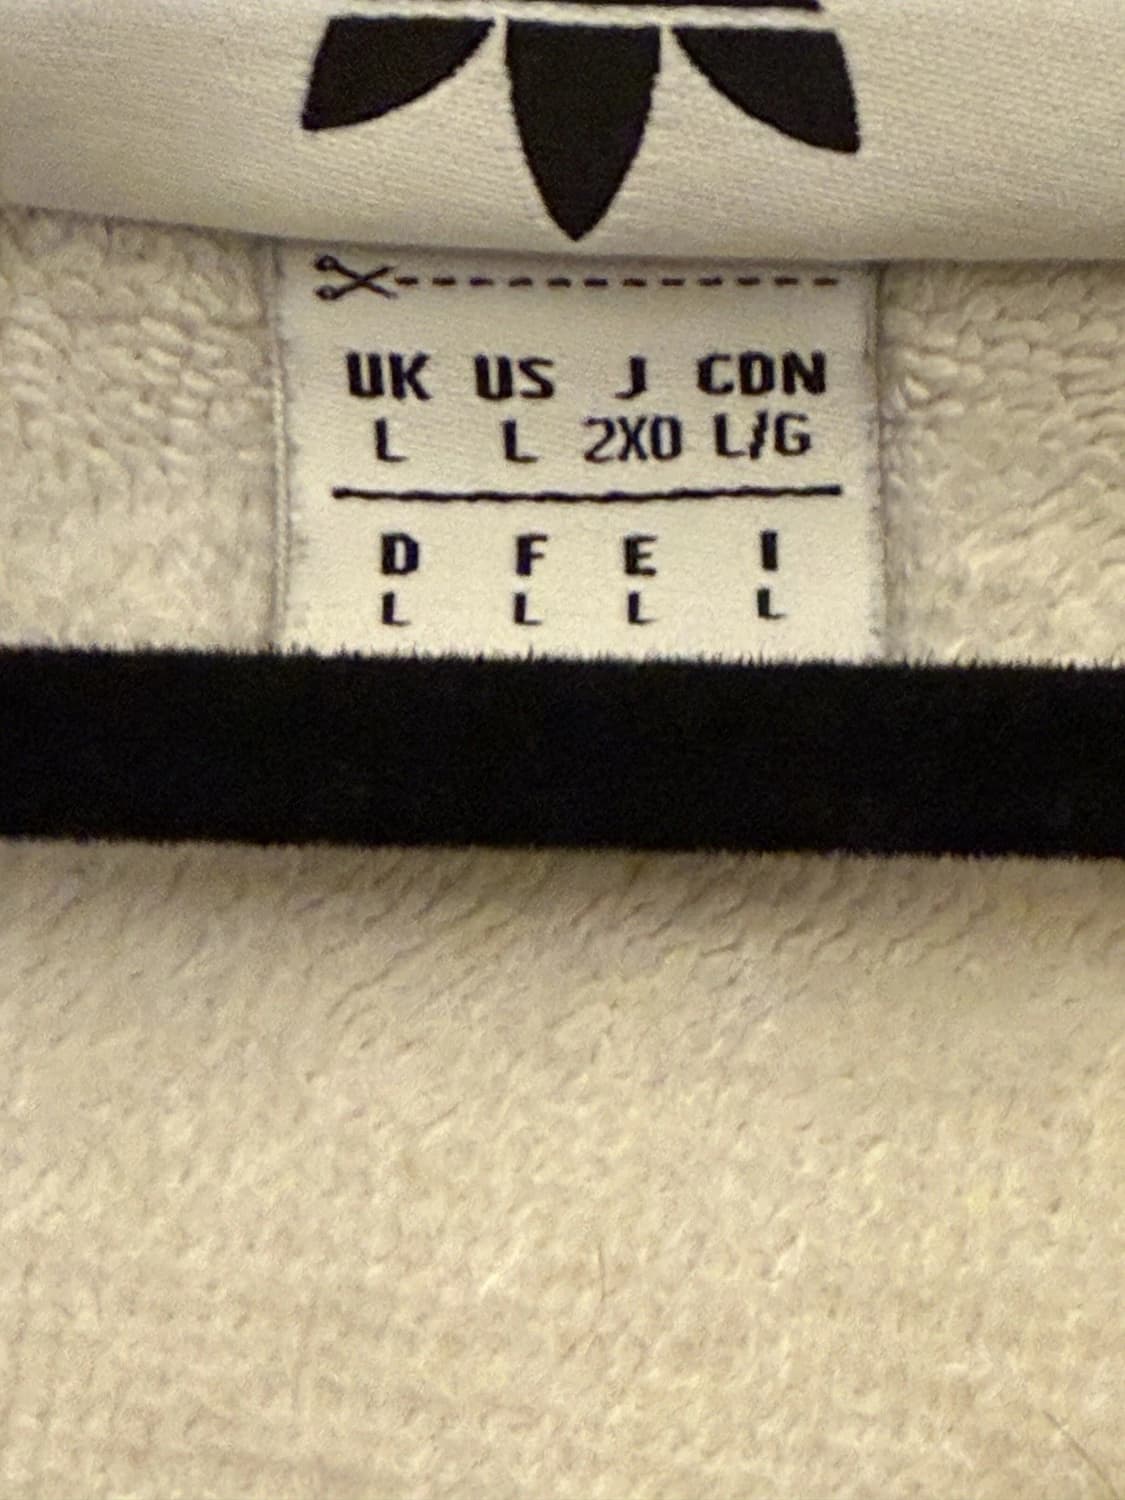 UK US J CDN
L L 2XO L/G
D F E I
L L L L